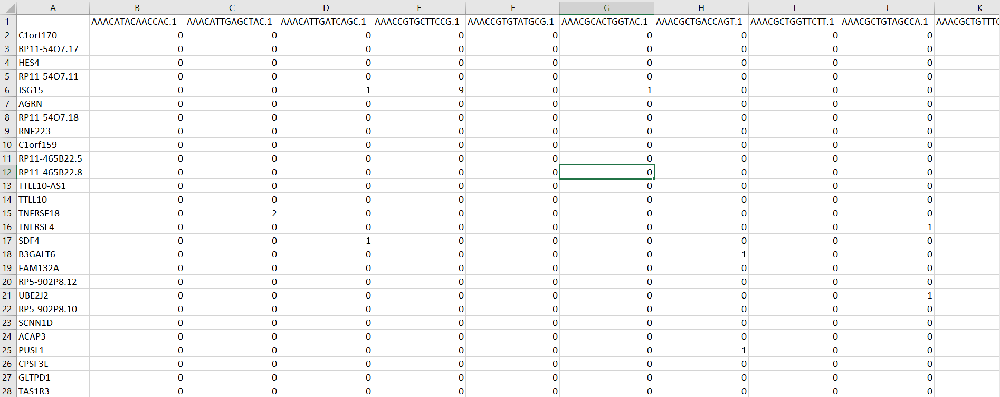 A B C D E F G H I J K
1 AAACATACAACCAC.1 AAACATTGAGCTAC.1 AAACATTGATCAGC.1 AAACCGTGCTTCCG.1 AAACCGTGTATGCG.1 AAACGCACTGGTAC.1 AAACGCTGACCAGT.1 AAACGCTGGTTCTT.1 AAACGCTGTAGCCA.1 AAACGCTGTTTC
2 C1orf170 0 0 0 0 0 0 0 0 0
3 RP11-54O7.17 0 0 0 0 0 0 0 0 0
4 HES4 0 0 0 0 0 0 0 0 0
5 RP11-54O7.11 0 0 0 0 0 0 0 0 0
6 ISG15 0 0 1 9 0 1 0 0 0
7 AGRN 0 0 0 0 0 0 0 0 0
8 RP11-54O7.18 0 0 0 0 0 0 0 0 0
9 RNF223 0 0 0 0 0 0 0 0 0
10 C1orf159 0 0 0 0 0 0 0 0 0
11 RP11-465B22.5 0 0 0 0 0 0 0 0 0
12 RP11-465B22.8 0 0 0 0 0 0 0 0 0
13 TTLL10-AS1 0 0 0 0 0 0 0 0 0
14 TTLL10 0 0 0 0 0 0 0 0 0
15 TNFRSF18 0 2 0 0 0 0 0 0 0
16 TNFRSF4 0 0 0 0 0 0 0 0 1
17 SDF4 0 0 1 0 0 0 0 0 0
18 B3GALT6 0 0 0 0 0 0 1 0 0
19 FAM132A 0 0 0 0 0 0 0 0 0
20 RP5-902P8.12 0 0 0 0 0 0 0 0 0
21 UBE2J2 0 0 0 0 0 0 0 0 1
22 RP5-902P8.10 0 0 0 0 0 0 0 0 0
23 SCNN1D 0 0 0 0 0 0 0 0 0
24 ACAP3 0 0 0 0 0 0 0 0 0
25 PUSL1 0 0 0 0 0 0 1 0 0
26 CPSF3L 0 0 0 0 0 0 0 0 0
27 GLTPD1 0 0 0 0 0 0 0 0 0
28 TAS1R3 0 0 0 0 0 0 0 0 0